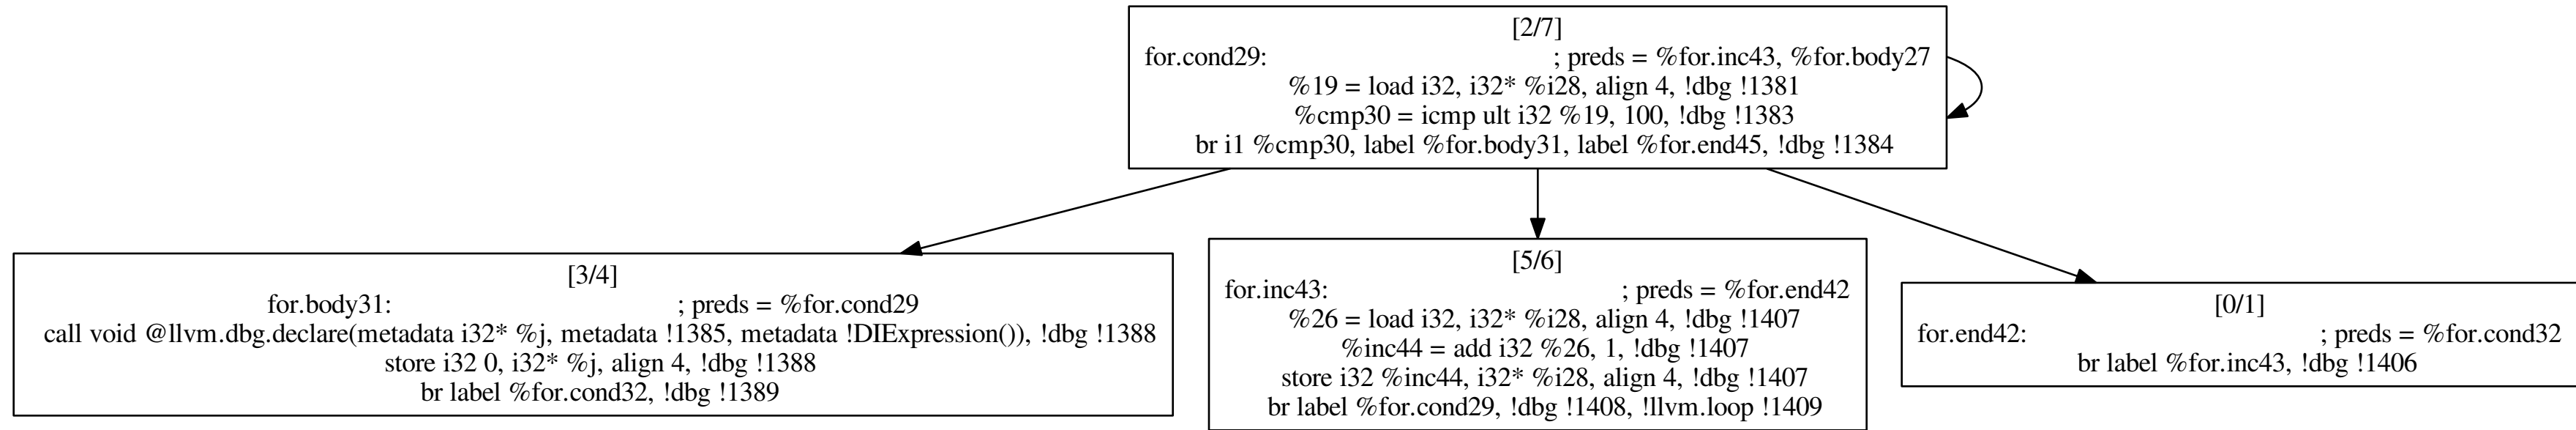 [2/7]
for.cond29: ; preds = %for.inc43, %for.body27
%19 = load i32, i32* %i28, align 4, !dbg !1381
%cmp30 = icmp ult i32 %19, 100, !dbg !1383
br i1 %cmp30, label %for.body31, label %for.end45, !dbg !1384
[3/4]
for.body31: ; preds = %for.cond29
call void @llvm.dbg.declare(metadata i32* %j, metadata !1385, metadata !DIExpression()), !dbg !1388
store i32 0, i32* %j, align 4, !dbg !1388
br label %for.cond32, !dbg !1389
[5/6]
for.inc43: ; preds = %for.end42
%26 = load i32, i32* %i28, align 4, !dbg !1407
%inc44 = add i32 %26, 1, !dbg !1407
store i32 %inc44, i32* %i28, align 4, !dbg !1407
br label %for.cond29, !dbg !1408, !llvm.loop !1409
[0/1]
for.end42: ; preds = %for.cond32
br label %for.inc43, !dbg !1406